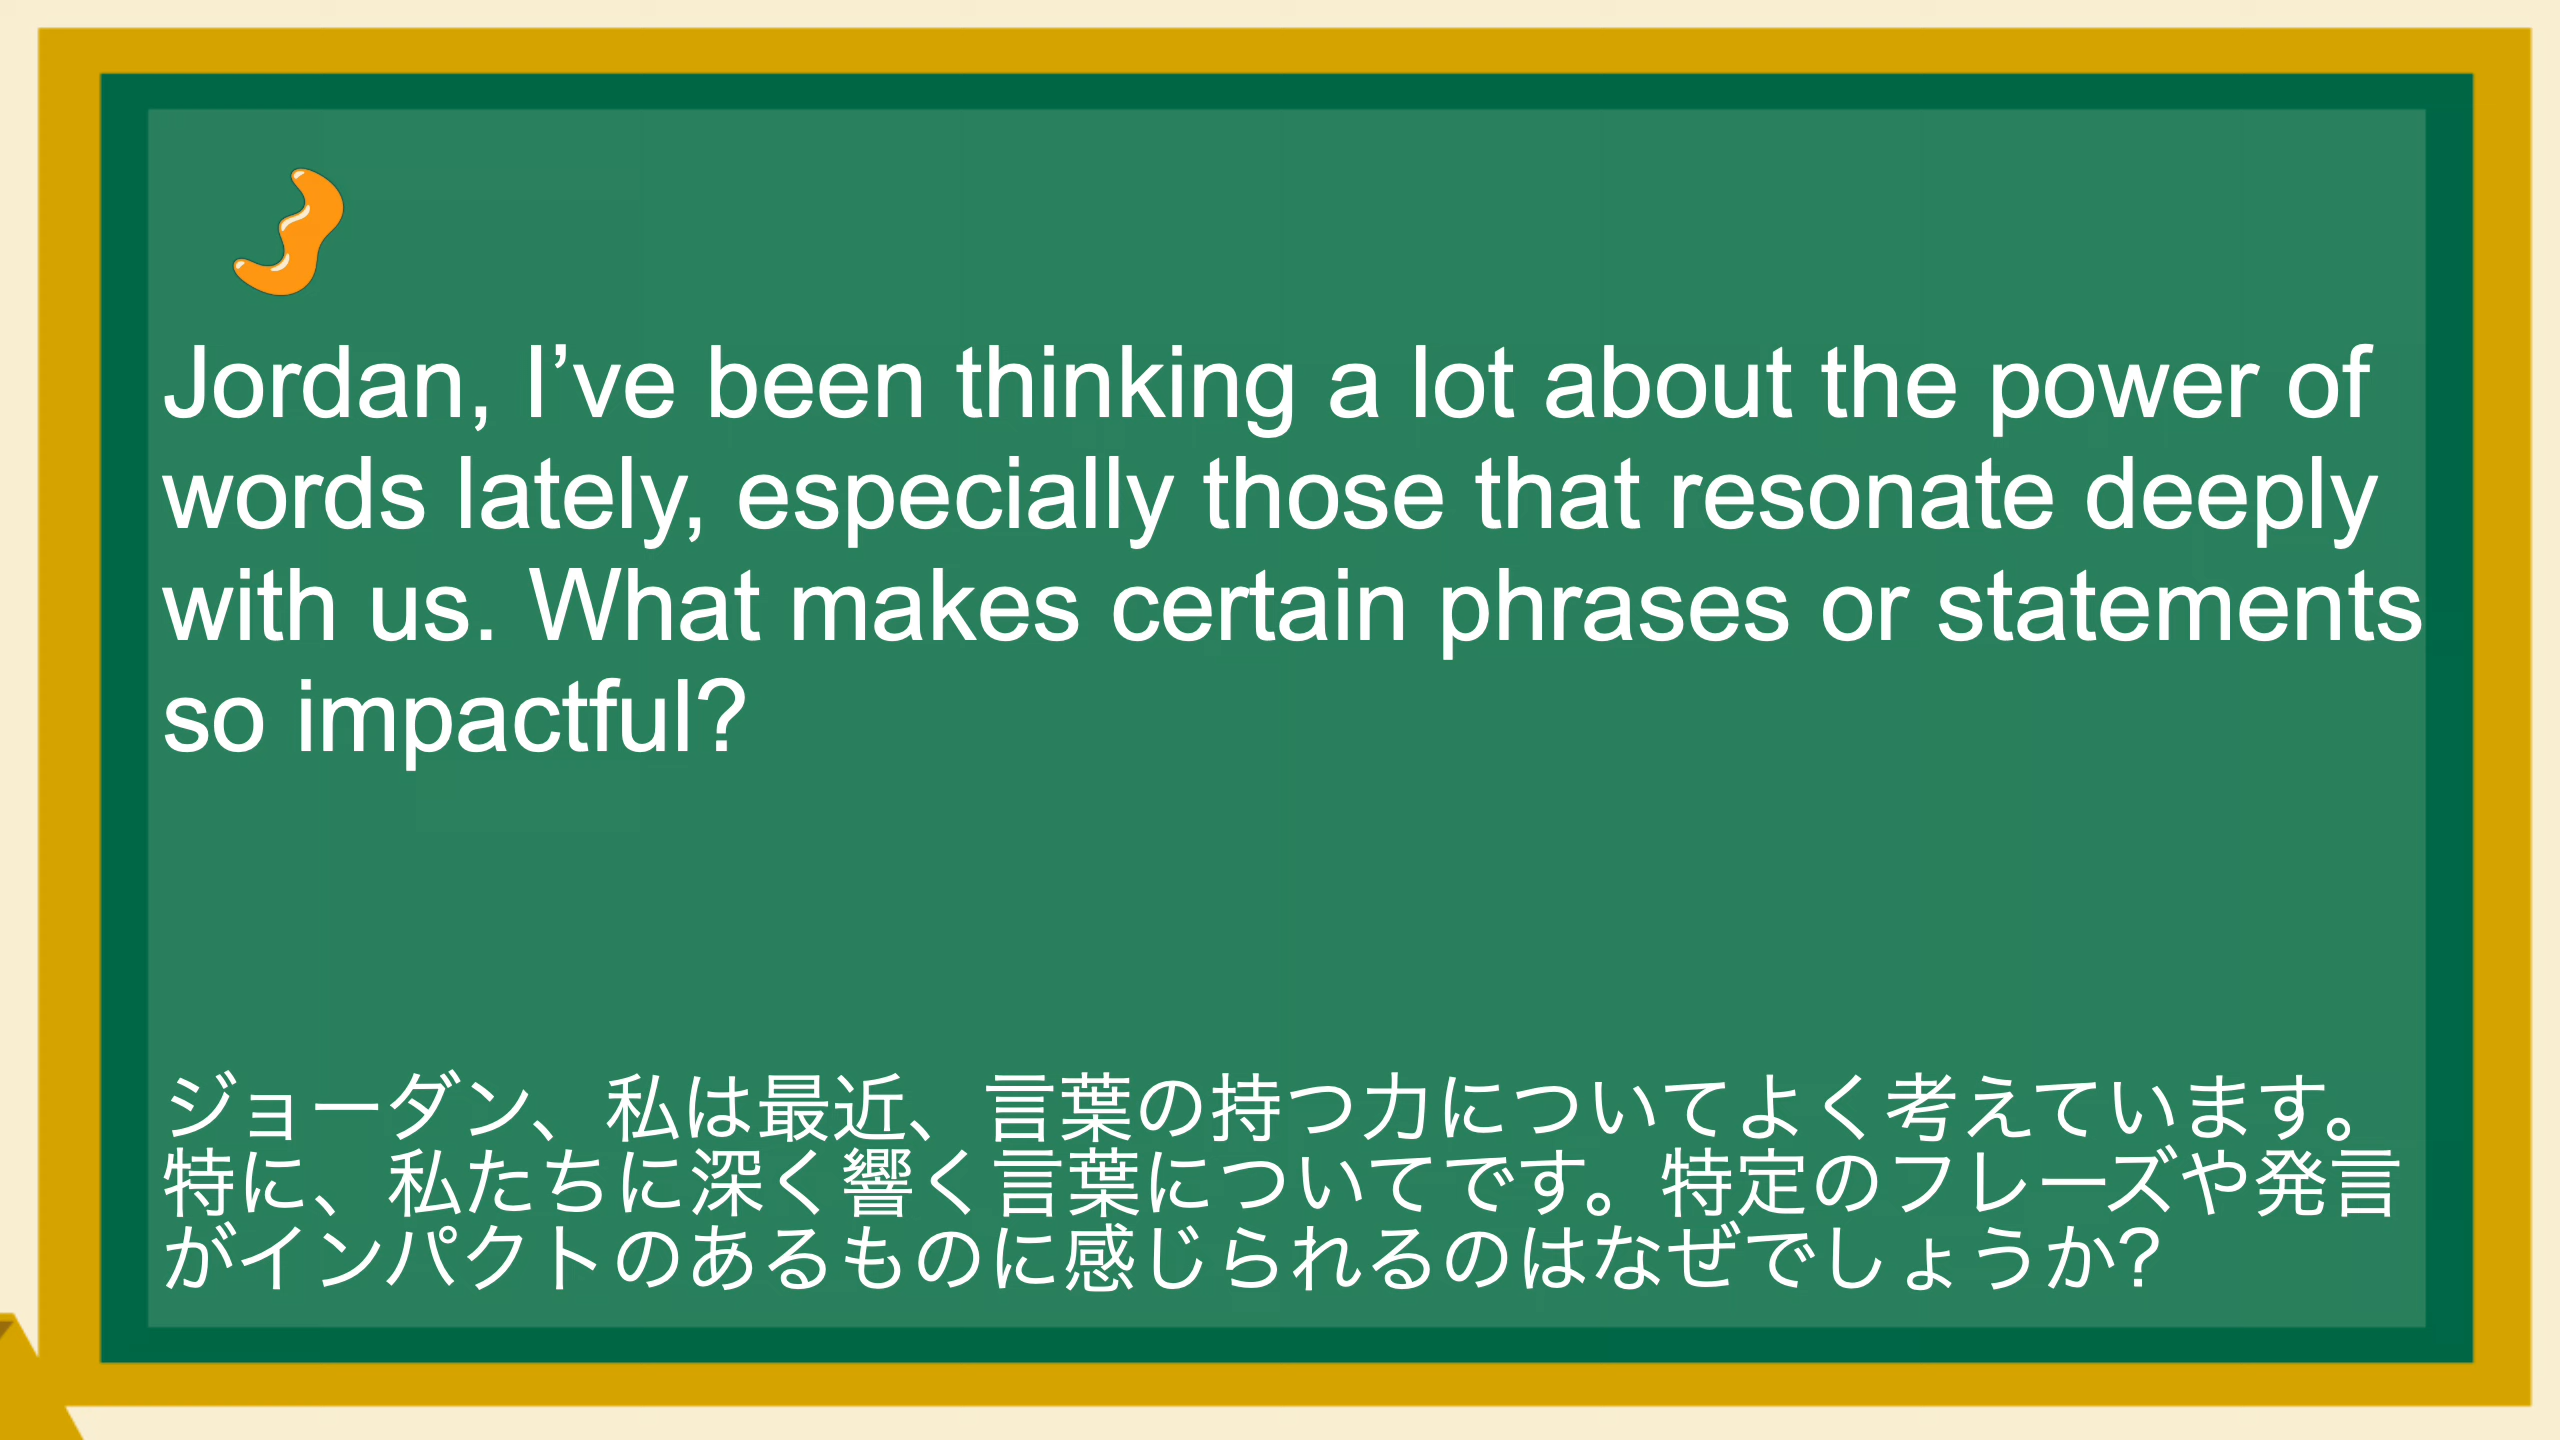 3
Jordan, I’ve been thinking a lot about the power of
words lately, especially those that resonate deeply
with us. What makes certain phrases or statements
so impactful?
ジョーダン、私は最近、言葉の持つ力についてよく考えています。
特に、私たちに深く響く言葉についてです。特定のフレーズや発言
がインパクトのあるものに感じられるのはなぜでしょうか?